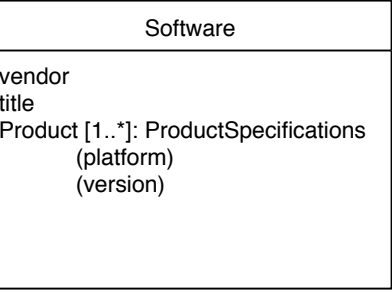 Software
vendor
title
Product [1..*]: ProductSpecifications
(platform)
(version)